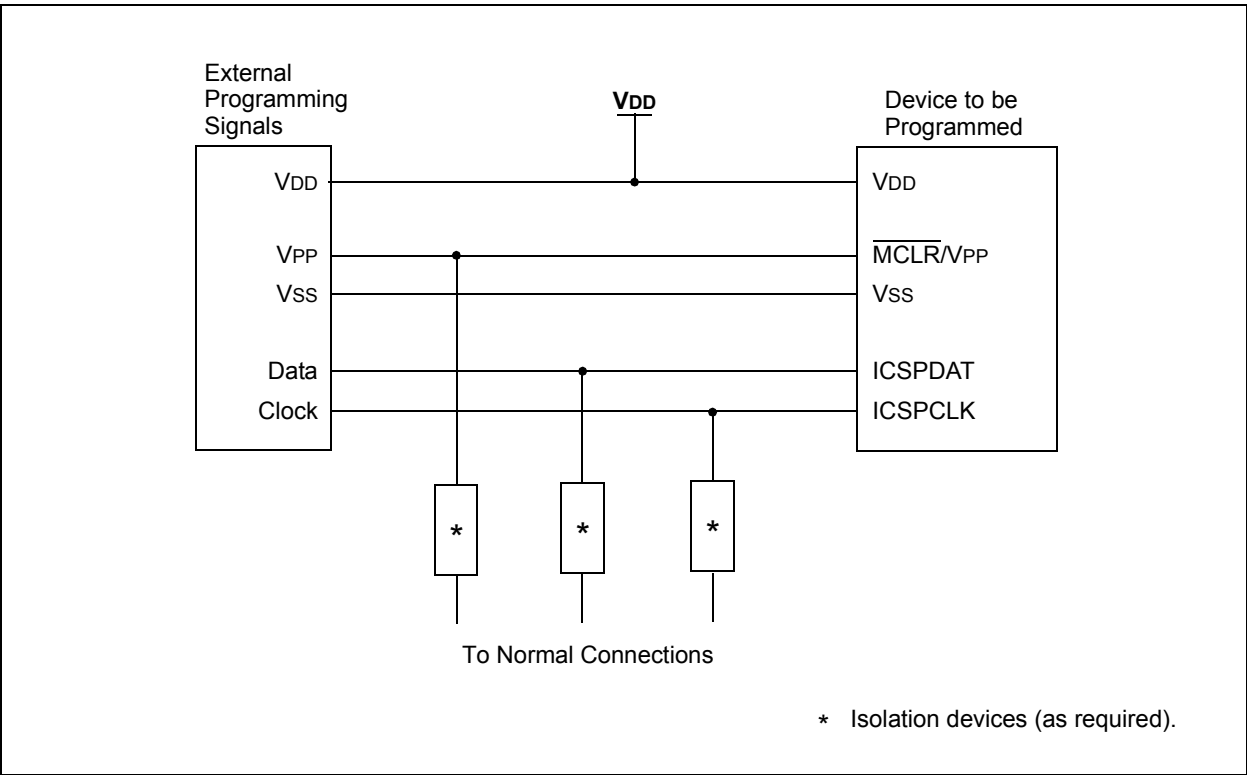 External
Programming
Signals
VDD
Device to be
Programmed
VDD
VDD
VPP
MCLR/VPP
VSS
VSS
Data
ICSPDAT
Clock
ICSPCLK
*
*
*
To Normal Connections
* Isolation devices (as required).